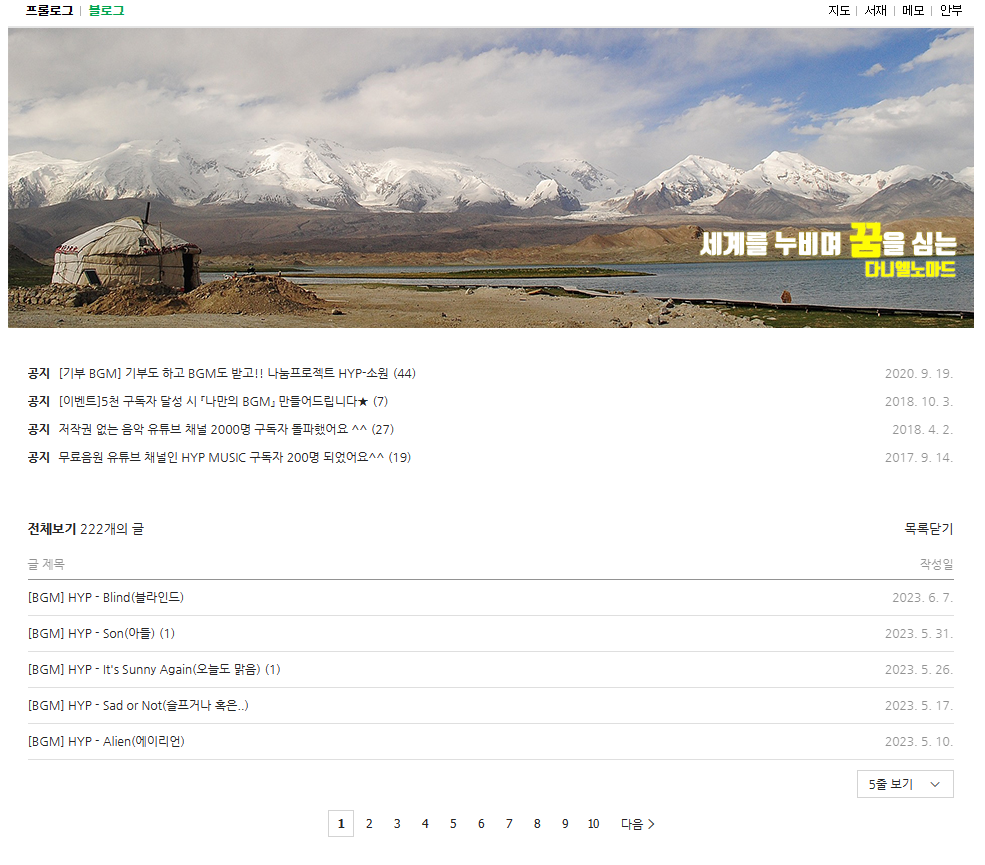 프롤로그 | 블로그
지도 | 서재 | 메모 | 안부
세계를 누비며 꿈을 심는
다니엘노마드
공지 [기부 BGM] 기부도 하고 BGM도 받고!! 나눔프로젝트 HYP-소원 (44) 2020. 9. 19.
공지 [이벤트]5천 구독자 달성 시 『나만의 BGM』 만들어드립니다★ (7) 2018. 10. 3.
공지 저작권 없는 음악 유튜브 채널 2000명 구독자 돌파했어요 ^^ (27) 2018. 4. 2.
공지 무료음원 유튜브 채널인 HYP MUSIC 구독자 200명 되었어요^^ (19) 2017. 9. 14.
전체보기 222개의 글 목록닫기
글 제목 작성일
[BGM] HYP - Blind(블라인드) 2023. 6. 7.
[BGM] HYP - Son(아들) (1) 2023. 5. 31.
[BGM] HYP - It's Sunny Again(오늘도 맑음) (1) 2023. 5. 26.
[BGM] HYP - Sad or Not(슬프거나 혹은..) 2023. 5. 17.
[BGM] HYP - Alien(에이리언) 2023. 5. 10.
5줄 보기
1 2 3 4 5 6 7 8 9 10 다음 >